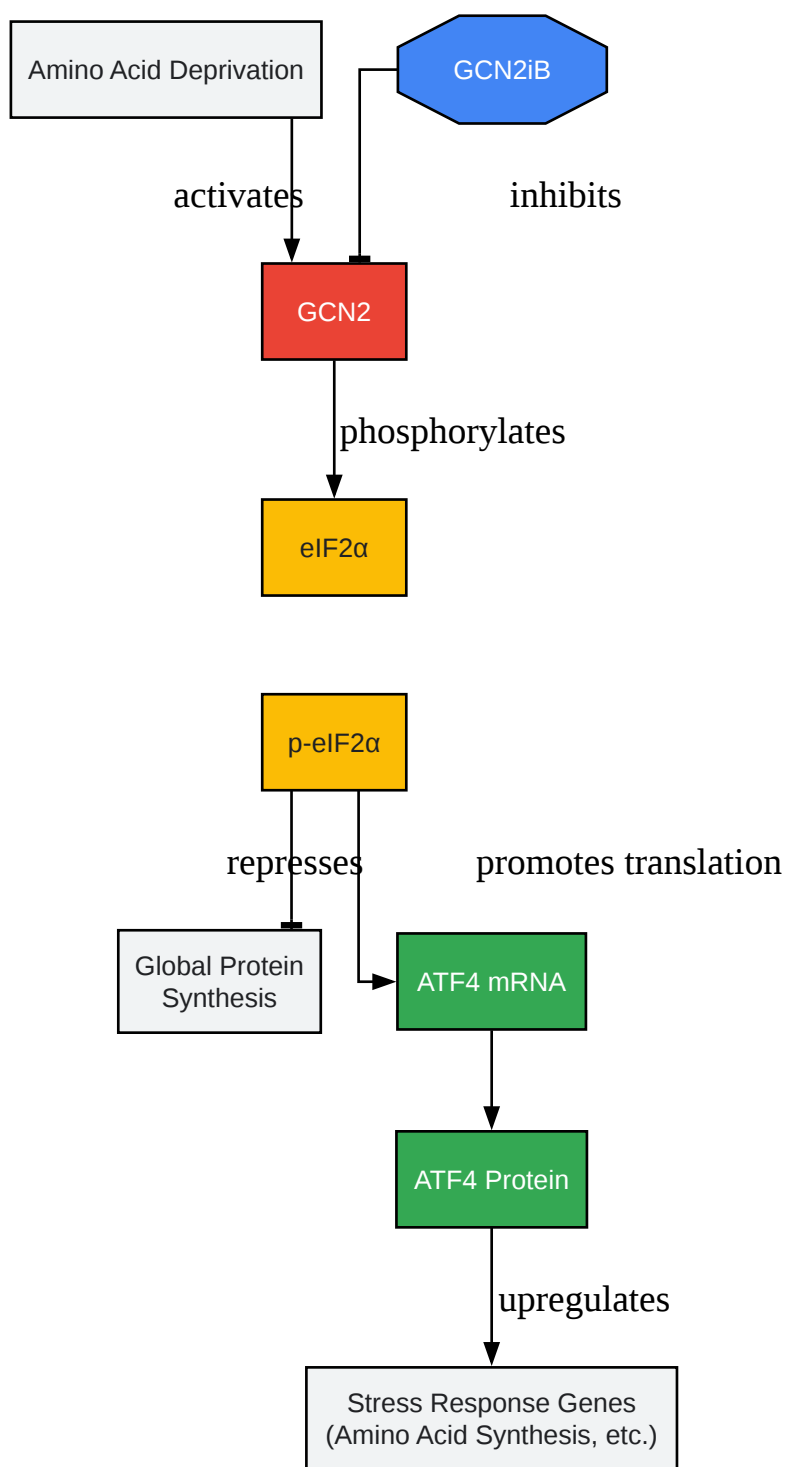 Amino Acid Deprivation
GCN2iB
activates
inhibits
GCN2
phosphorylates
eIF2α
p-eIF2α
represses
promotes translation
Global Protein
Synthesis
ATF4 mRNA
ATF4 Protein
upregulates
Stress Response Genes
(Amino Acid Synthesis, etc.)